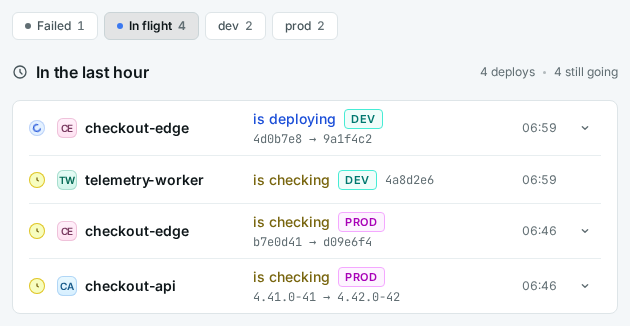 Failed 1 In flight 4 dev 2 prod 2
In the last hour 4 deploys • 4 still going
CE checkout-edge is deploying DEV 06:59
4d0b7e8 → 9a1f4c2
TW telemetry-worker is checking DEV 4a8d2e6 06:59
CE checkout-edge is checking PROD 06:46
b7e0d41 → d09e6f4
CA checkout-api is checking PROD 06:46
4.41.0-41 → 4.42.0-42